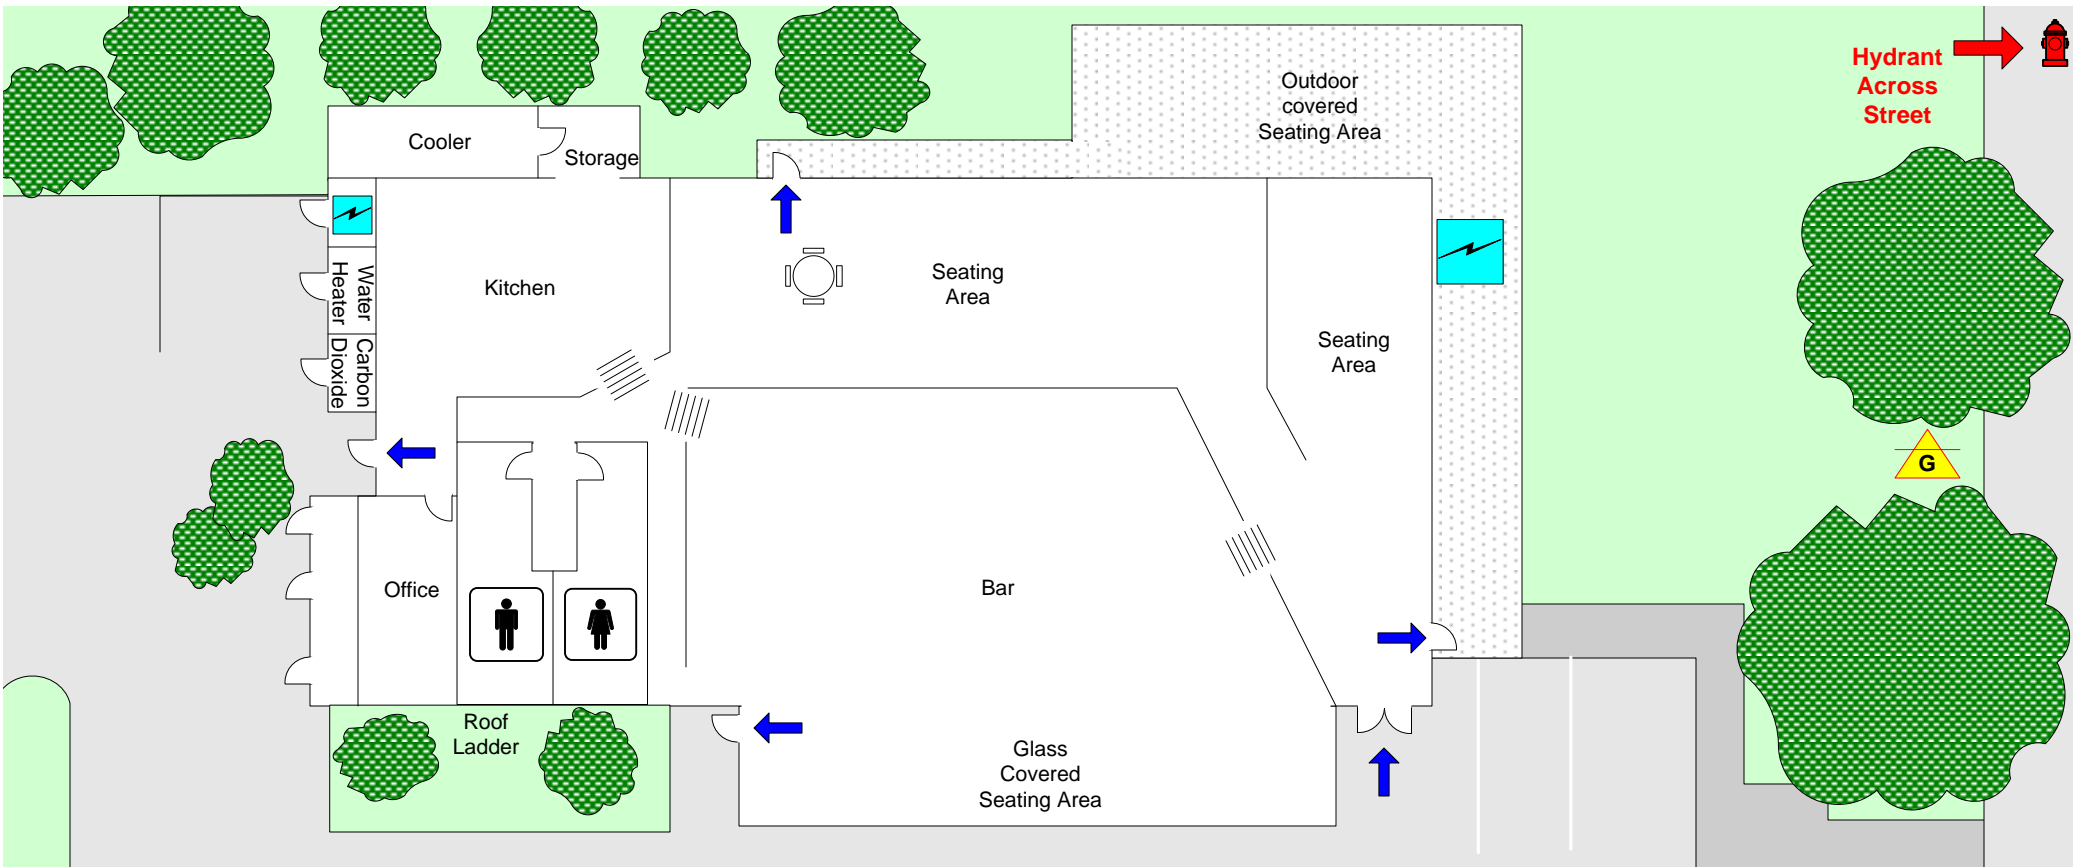 Hydrant
Across
Street
Outdoor
covered
Seating Area
Cooler
Storage
Water
Heater
Kitchen
Seating
Area
Seating
Area
Carbon
Dioxide
G
Office
Bar
Roof
Ladder
Glass
Covered
Seating Area